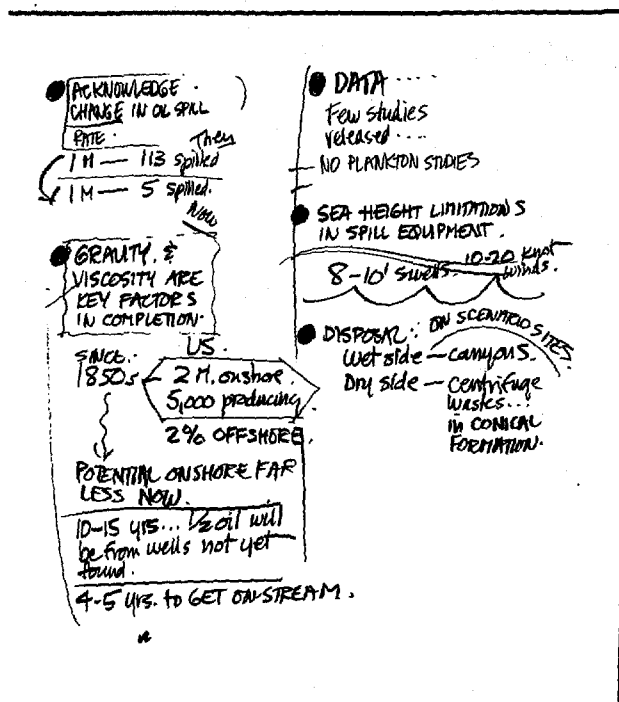 ACKNOWLEDGE.
CHANGE IN OIL SPILL
RATE.
Then
1 M — 113 spilled
1 M — 5 spilled.
Now
GRAVITY. &
VISCOSITY ARE
KEY FACTORS
IN COMPLETION.
SINCE..
1850s
US.
2 M. onshore.
5,000 producing
2% OFFSHORE.
POTENTIAL ONSHORE FAR
LESS NOW.
10-15 yrs... 1/2 oil will
be from wells not yet
found.
4-5 yrs. to GET ON-STREAM.
DATA ....
Few studies
released ....
NO PLANKTON STUDIES
SEA HEIGHT LIMITATIONS
IN SPILL EQUIPMENT.
10-20 Knot
winds.
8-10' swells.
DISPOSAL: ON SCENARIO SITES.
Wet side — canyons.
Dry side — Centrifuge
wastes...
in CONICAL
FORMATION.